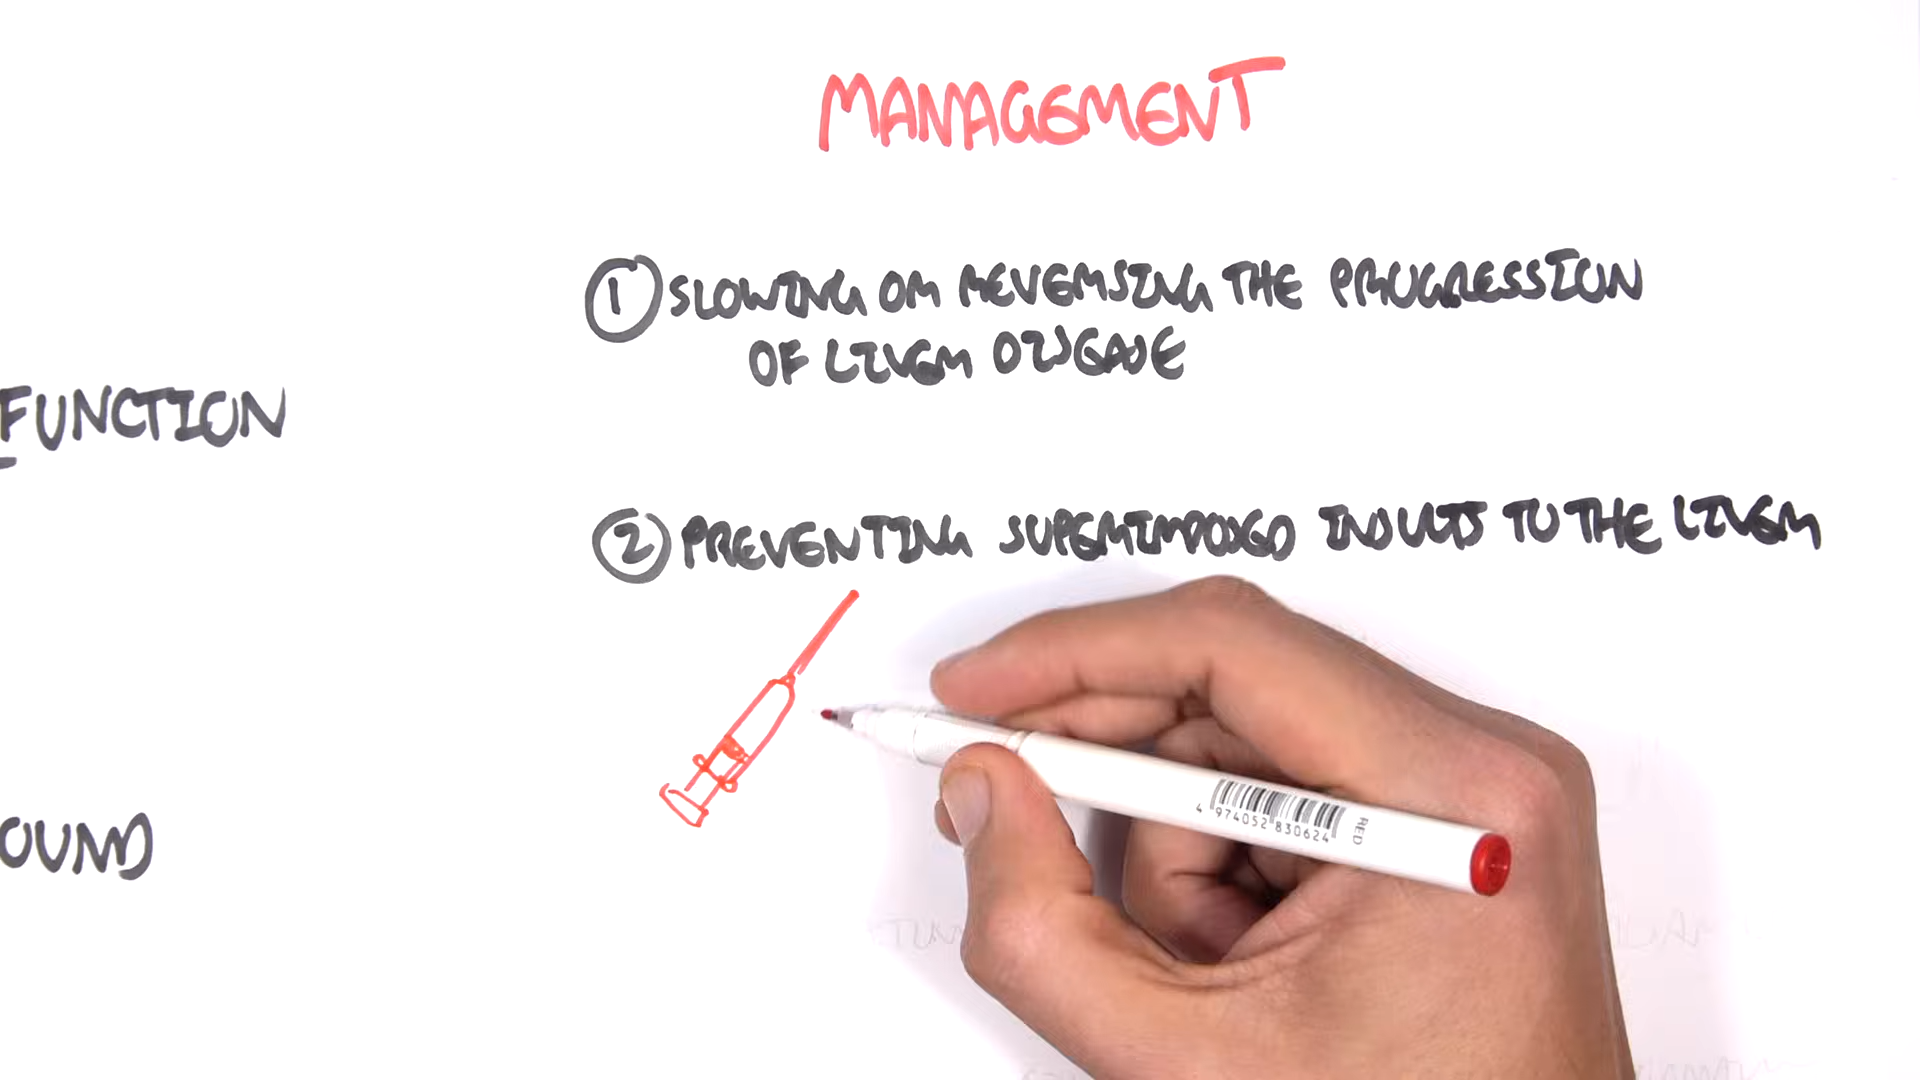 MANAGEMENT
1 SLOWING OR REVERSING THE PROGRESSION
OF LIVER DISEASE
FUNCTION
2 PREVENTING SUPERIMPOSED INSULTS TO THE LIVER
OUND
4 974052 830624
RED